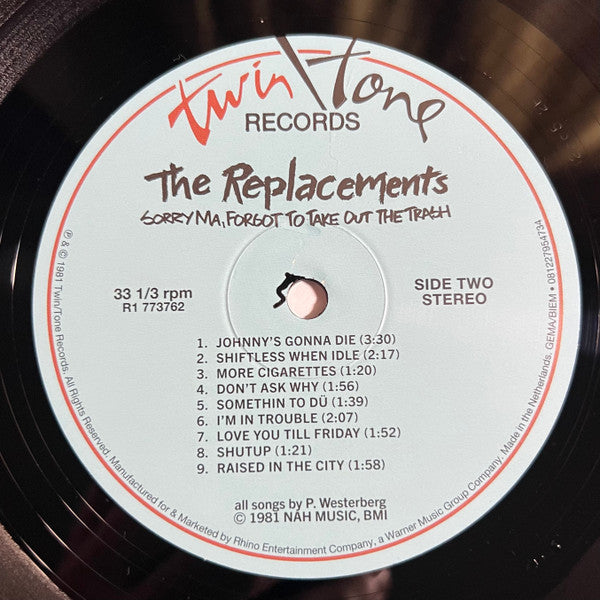 twin\tone
RECORDS
The Replacements
SORRY MA, FORGOT TO TAKE OUT THE TRASH
33 1/3 rpm
R1 773762
SIDE TWO
STEREO
1. JOHNNY'S GONNA DIE (3:30)
2. SHIFTLESS WHEN IDLE (2:17)
3. MORE CIGARETTES (1:20)
4. DON'T ASK WHY (1:56)
5. SOMETHIN TO DÜ (1:39)
6. I'M IN TROUBLE (2:07)
7. LOVE YOU TILL FRIDAY (1:52)
8. SHUTUP (1:21)
9. RAISED IN THE CITY (1:58)
all songs by P. Westerberg
© 1981 NAH MUSIC, BMI
℗ & © 1981 Twin/Tone Records. All Rights Reserved. Manufactured for & Marketed by Rhino Entertainment Company, a Warner Music Group Company. Made in the Netherlands. GEMA/BIEM • 081227954734